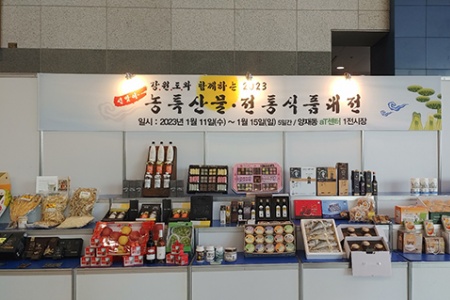 설맞이 강원도와 함께하는 2023
농특산물·전통식품대전
일시 : 2023년 1월 11일(수) ~ 1월 15일(일) 5일간 / 양재동 aT센터 1전시장